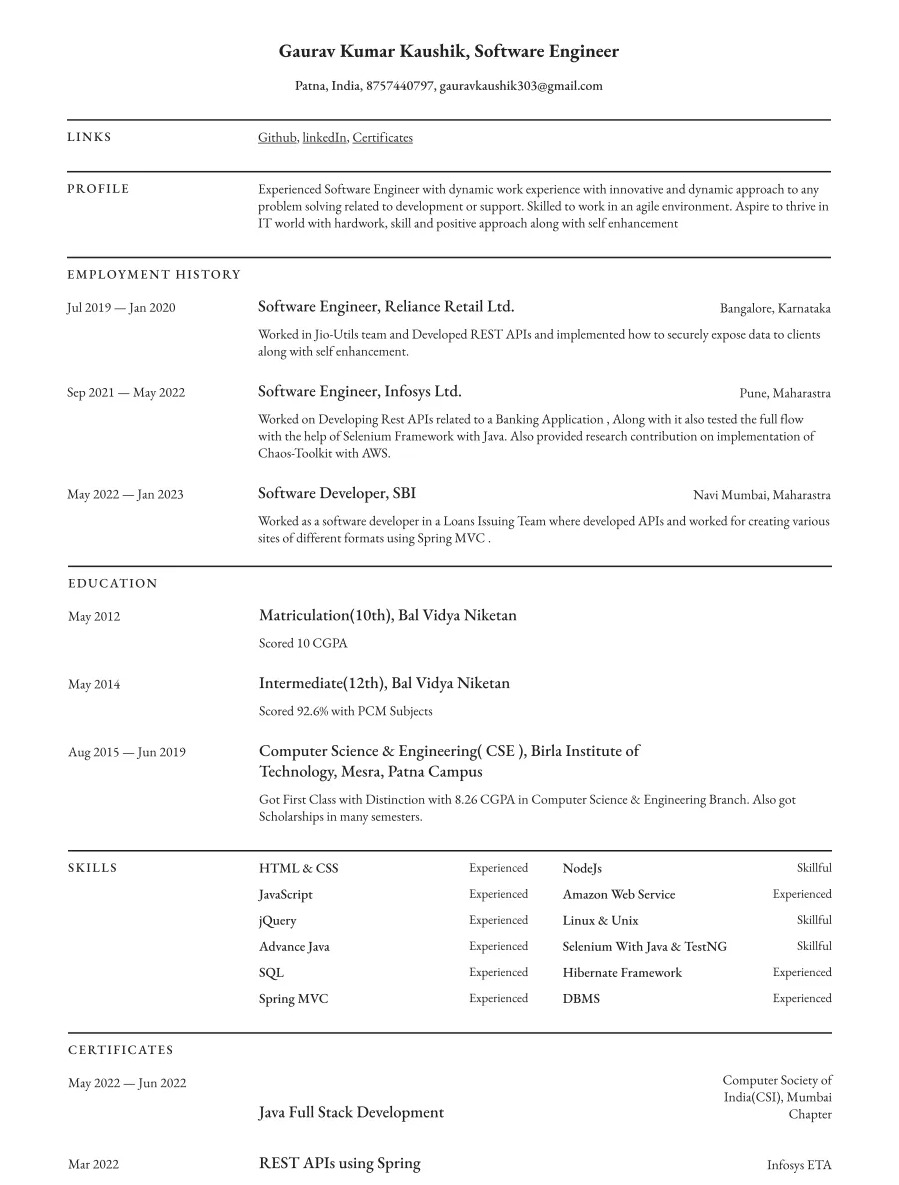 Gaurav Kumar Kaushik, Software Engineer
Patna, India, 8757440797, gauravkaushik303@gmail.com
LINKS
Github, linkedIn, Certificates
PROFILE
Experienced Software Engineer with dynamic work experience with innovative and dynamic approach to any
problem solving related to development or support. Skilled to work in an agile environment. Aspire to thrive in
IT world with hardwork, skill and positive approach along with self enhancement
EMPLOYMENT HISTORY
Jul 2019 — Jan 2020 Software Engineer, Reliance Retail Ltd. Bangalore, Karnataka
Worked in Jio-Utils team and Developed REST APIs and implemented how to securely expose data to clients
along with self enhancement.
Sep 2021 — May 2022 Software Engineer, Infosys Ltd. Pune, Maharastra
Worked on Developing Rest APIs related to a Banking Application , Along with it also tested the full flow
with the help of Selenium Framework with Java. Also provided research contribution on implementation of
Chaos-Toolkit with AWS.
May 2022 — Jan 2023 Software Developer, SBI Navi Mumbai, Maharastra
Worked as a software developer in a Loans Issuing Team where developed APIs and worked for creating various
sites of different formats using Spring MVC .
EDUCATION
May 2012 Matriculation(10th), Bal Vidya Niketan
Scored 10 CGPA
May 2014 Intermediate(12th), Bal Vidya Niketan
Scored 92.6% with PCM Subjects
Aug 2015 — Jun 2019 Computer Science & Engineering( CSE ), Birla Institute of
Technology, Mesra, Patna Campus
Got First Class with Distinction with 8.26 CGPA in Computer Science & Engineering Branch. Also got
Scholarships in many semesters.
SKILLS HTML & CSS Experienced NodeJs Skillful
JavaScript Experienced Amazon Web Service Experienced
jQuery Experienced Linux & Unix Skillful
Advance Java Experienced Selenium With Java & TestNG Skillful
SQL Experienced Hibernate Framework Experienced
Spring MVC Experienced DBMS Experienced
CERTIFICATES
May 2022 — Jun 2022
Java Full Stack Development
Computer Society of
India(CSI), Mumbai
Chapter
Mar 2022 REST APIs using Spring Infosys ETA